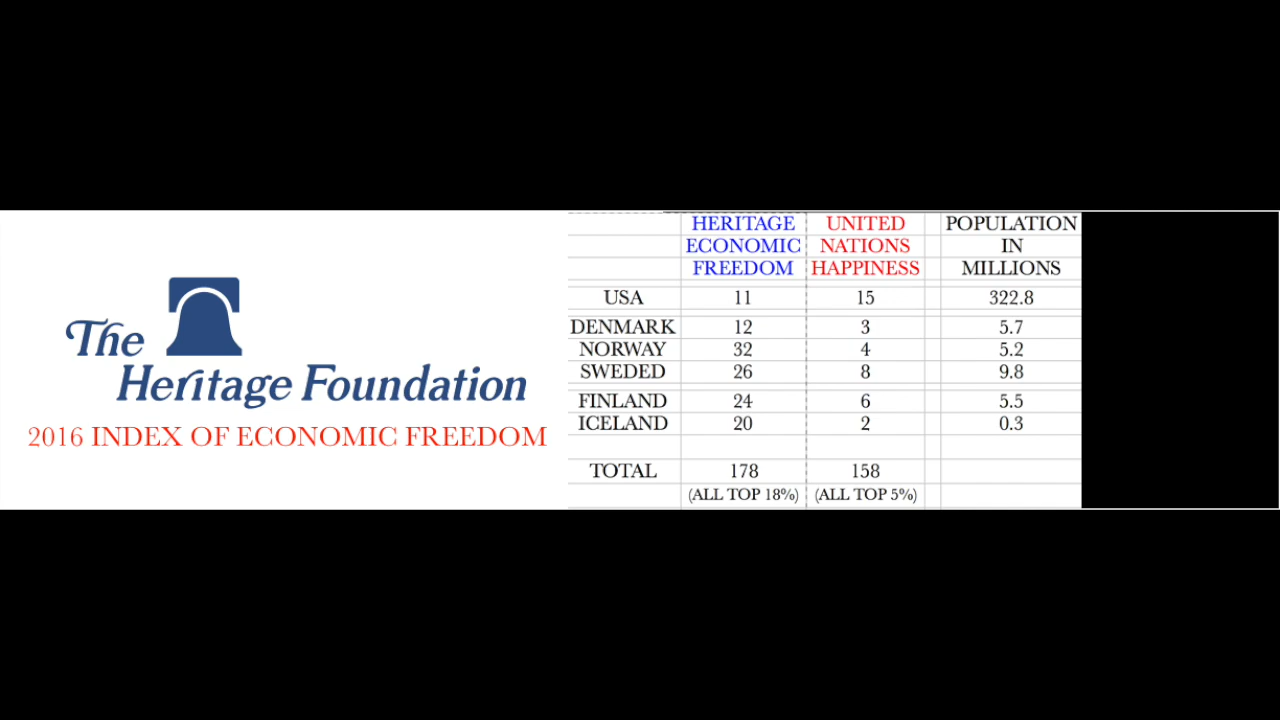 The
Heritage Foundation
2016 INDEX OF ECONOMIC FREEDOM
HERITAGE UNITED POPULATION
ECONOMIC NATIONS IN
FREEDOM HAPPINESS MILLIONS
USA 11 15 322.8
DENMARK 12 3 5.7
NORWAY 32 4 5.2
SWEDED 26 8 9.8
FINLAND 24 6 5.5
ICELAND 20 2 0.3
TOTAL 178 158
(ALL TOP 18%) (ALL TOP 5%)